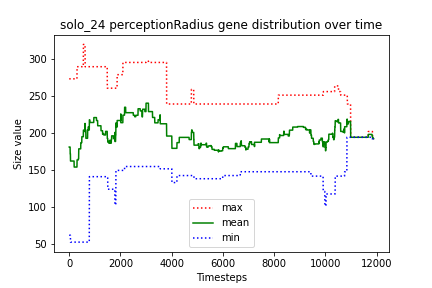 solo_24 perceptionRadius gene distribution over time
Size value
300
250
200
150
100
50
max
mean
min
0
2000
4000
6000
8000
10000
12000
Timesteps